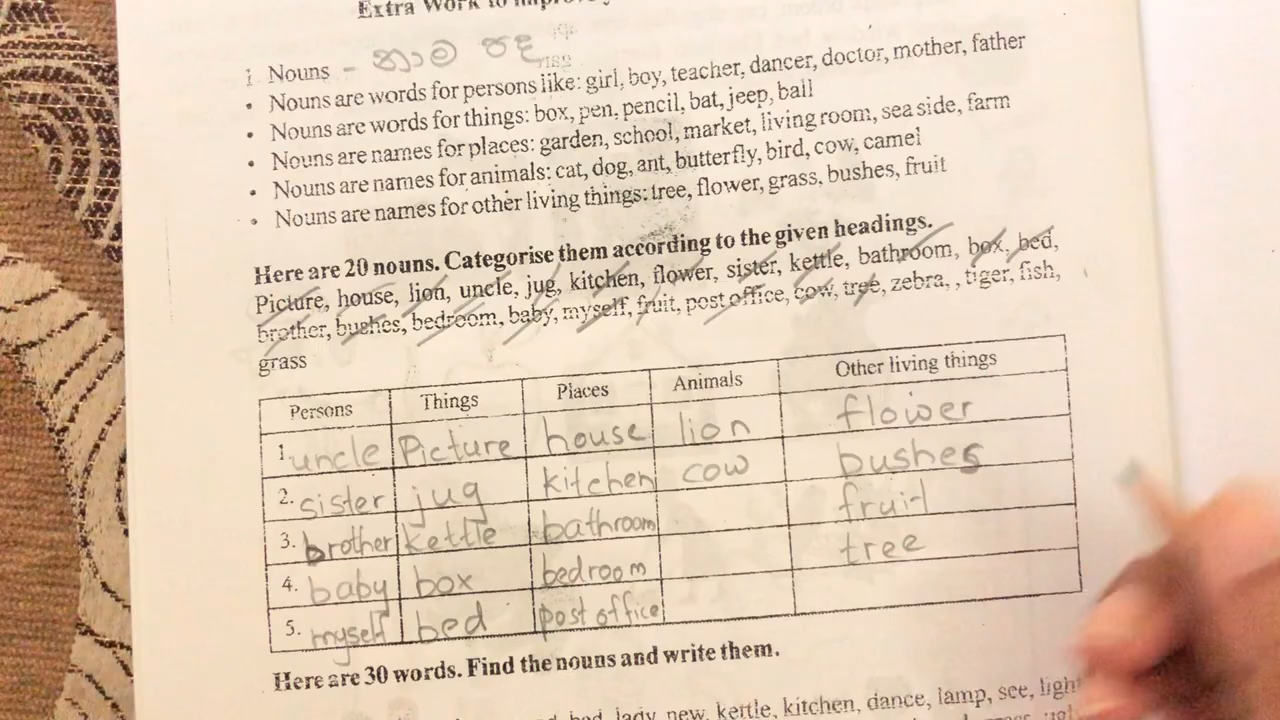 Extra Work to Improv
i. Nouns - නාම පද
• Nouns are words for persons like: girl, boy, teacher, dancer, doctor, mother, father
• Nouns are words for things: box, pen, pencil, bat, jeep, ball
• Nouns are names for places: garden, school, market, living room, sea side, farm
• Nouns are names for animals: cat, dog, ant, butterfly, bird, cow, camel
• Nouns are names for other living things: tree, flower, grass, bushes, fruit
Here are 20 nouns. Categorise them according to the given headings.
Picture, house, lion, uncle, jug, kitchen, flower, sister, kettle, bathroom, box, bed,
brother, bushes, bedroom, baby, myself, fruit, post office, cow, tree, zebra, , tiger, fish,
grass
Persons Things Places Animals Other living things
1. uncle Picture house lion flower
2. sister jug kitchen cow bushes
3. brother kettle bathroom fruit
4. baby box bedroom tree
5. myself bed post office
Here are 30 words. Find the nouns and write them.
bed, lady, new, kettle, kitchen, dance, lamp, see, light